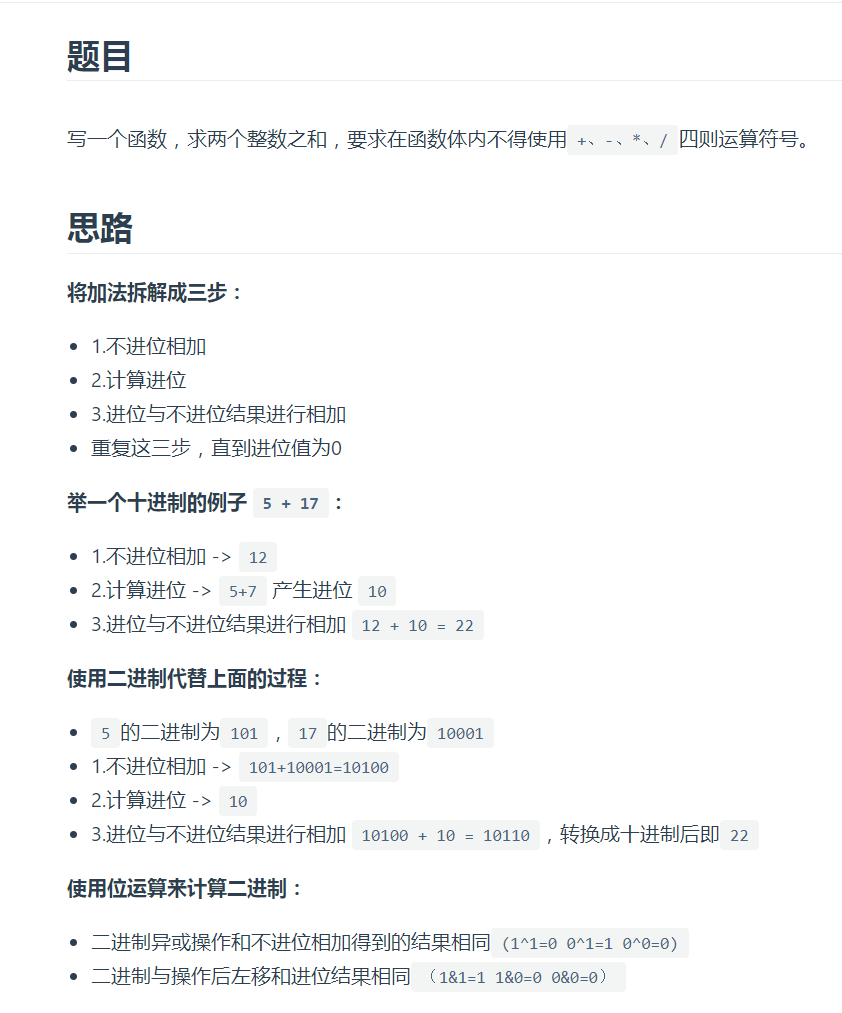 题目
写一个函数，求两个整数之和，要求在函数体内不得使用 +、-、*、/ 四则运算符号。
思路
将加法拆解成三步：
• 1.不进位相加
• 2.计算进位
• 3.进位与不进位结果进行相加
• 重复这三步，直到进位值为0
举一个十进制的例子 5 + 17 ：
• 1.不进位相加 -> 12
• 2.计算进位 -> 5+7 产生进位 10
• 3.进位与不进位结果进行相加 12 + 10 = 22
使用二进制代替上面的过程：
• 5 的二进制为 101 ，17 的二进制为 10001
• 1.不进位相加 -> 101+10001=10100
• 2.计算进位 -> 10
• 3.进位与不进位结果进行相加 10100 + 10 = 10110 ，转换成十进制后即 22
使用位运算来计算二进制：
• 二进制异或操作和不进位相加得到的结果相同 (1^1=0 0^1=1 0^0=0)
• 二进制与操作后左移和进位结果相同 （1&1=1 1&0=0 0&0=0）